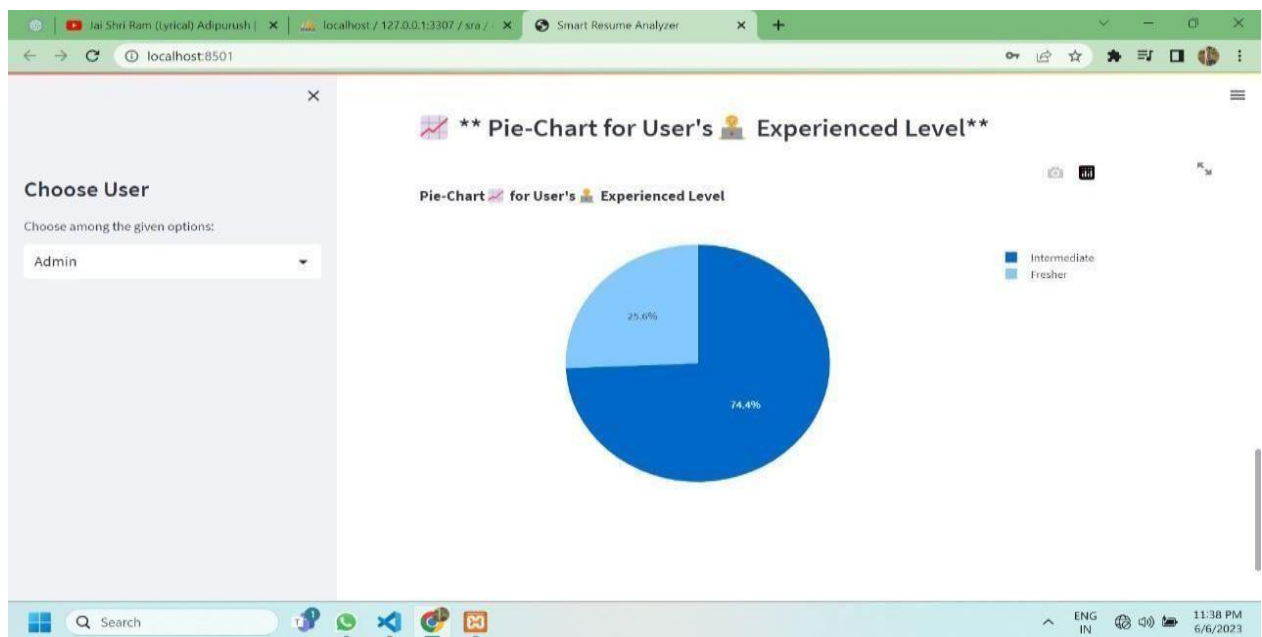 Jai Shri Ram (Lyrical) Adipurush |
localhost / 127.0.0.1:3307 / sra /
Smart Resume Analyzer
localhost:8501
Choose User
Choose among the given options:
Admin
** Pie-Chart for User's Experienced Level**
Pie-Chart for User's Experienced Level
Intermediate
Fresher
25.6%
74.4%
Search
ENG
IN
11:38 PM
6/6/2023